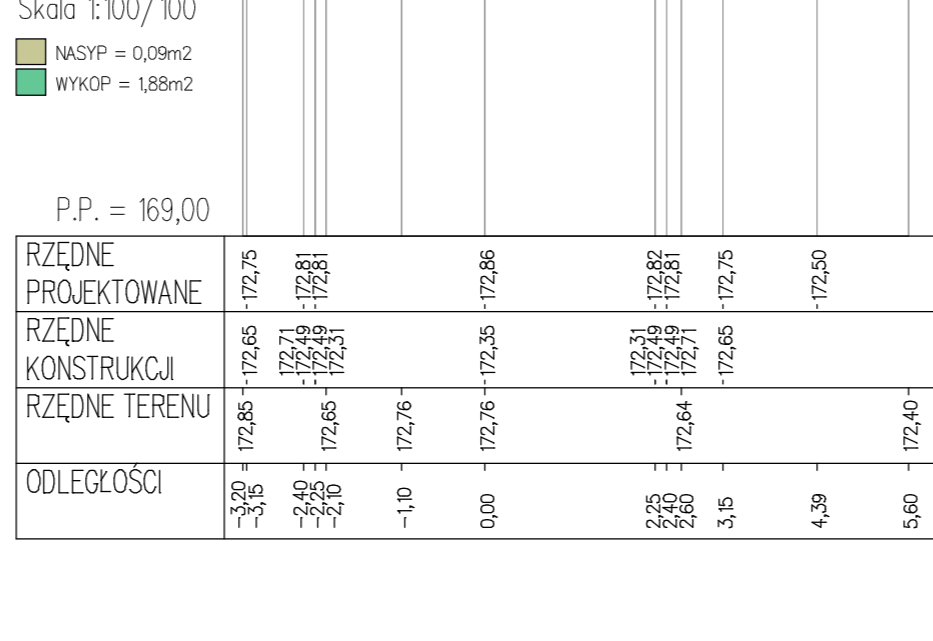 Skala 1:100/100
NASYP = 0,09m2
WYKOP = 1,88m2
P.P. = 169,00
RZĘDNE PROJEKTOWANE
-172,75 -172,81 -172,81 -172,86 -172,82 -172,81 -172,75 -172,50
RZĘDNE KONSTRUKCJI
-172,65 172,71 -172,49 -172,49 172,31 -172,35 172,31 -172,49 -172,49 172,71 -172,65
RZĘDNE TERENU
172,85 172,65 172,76 172,76 172,64 172,40
ODLEGŁOŚCI
-3,20 -3,15 -2,40 -2,25 -2,10 -1,10 0,00 2,25 2,40 2,60 3,15 4,39 5,60